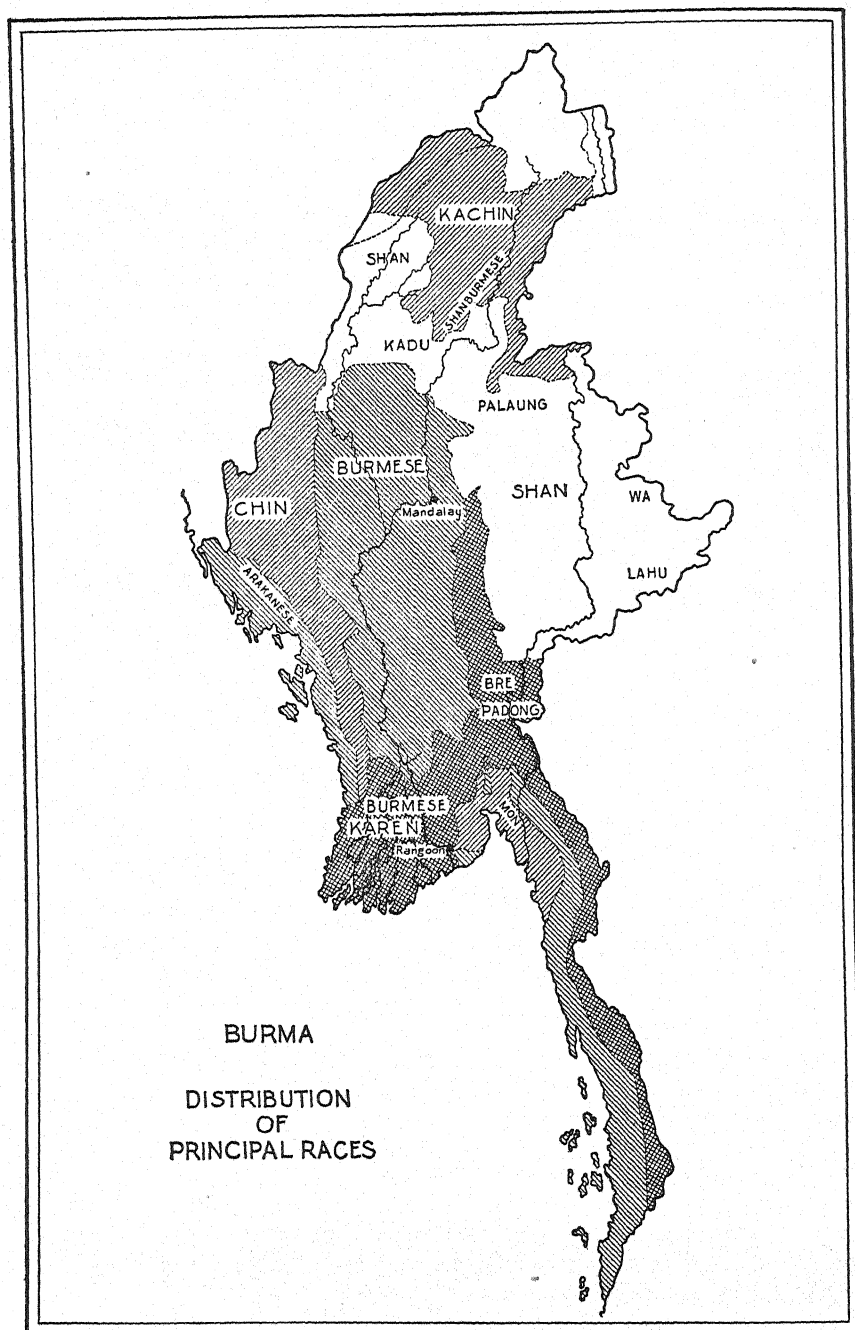 KACHIN
SHAN
SHANBURMESE
KADU
PALAUNG
BURMESE
SHAN
WA
CHIN
Mandalay
LAHU
ARAKANESE
BRE
PADONG
BURMESE
MON
KAREN
Rangoon
BURMA
DISTRIBUTION
OF
PRINCIPAL RACES